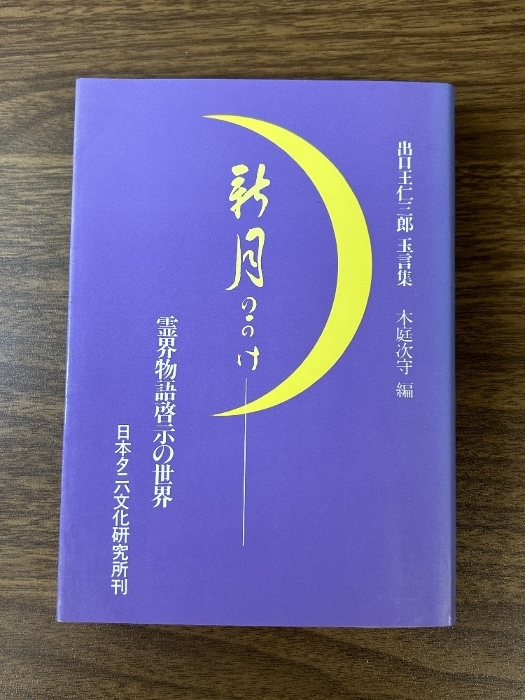 出口王仁三郎 玉言集 木庭次守 編
新月のかけ
霊界物語啓示の世界
日本タニハ文化研究所刊